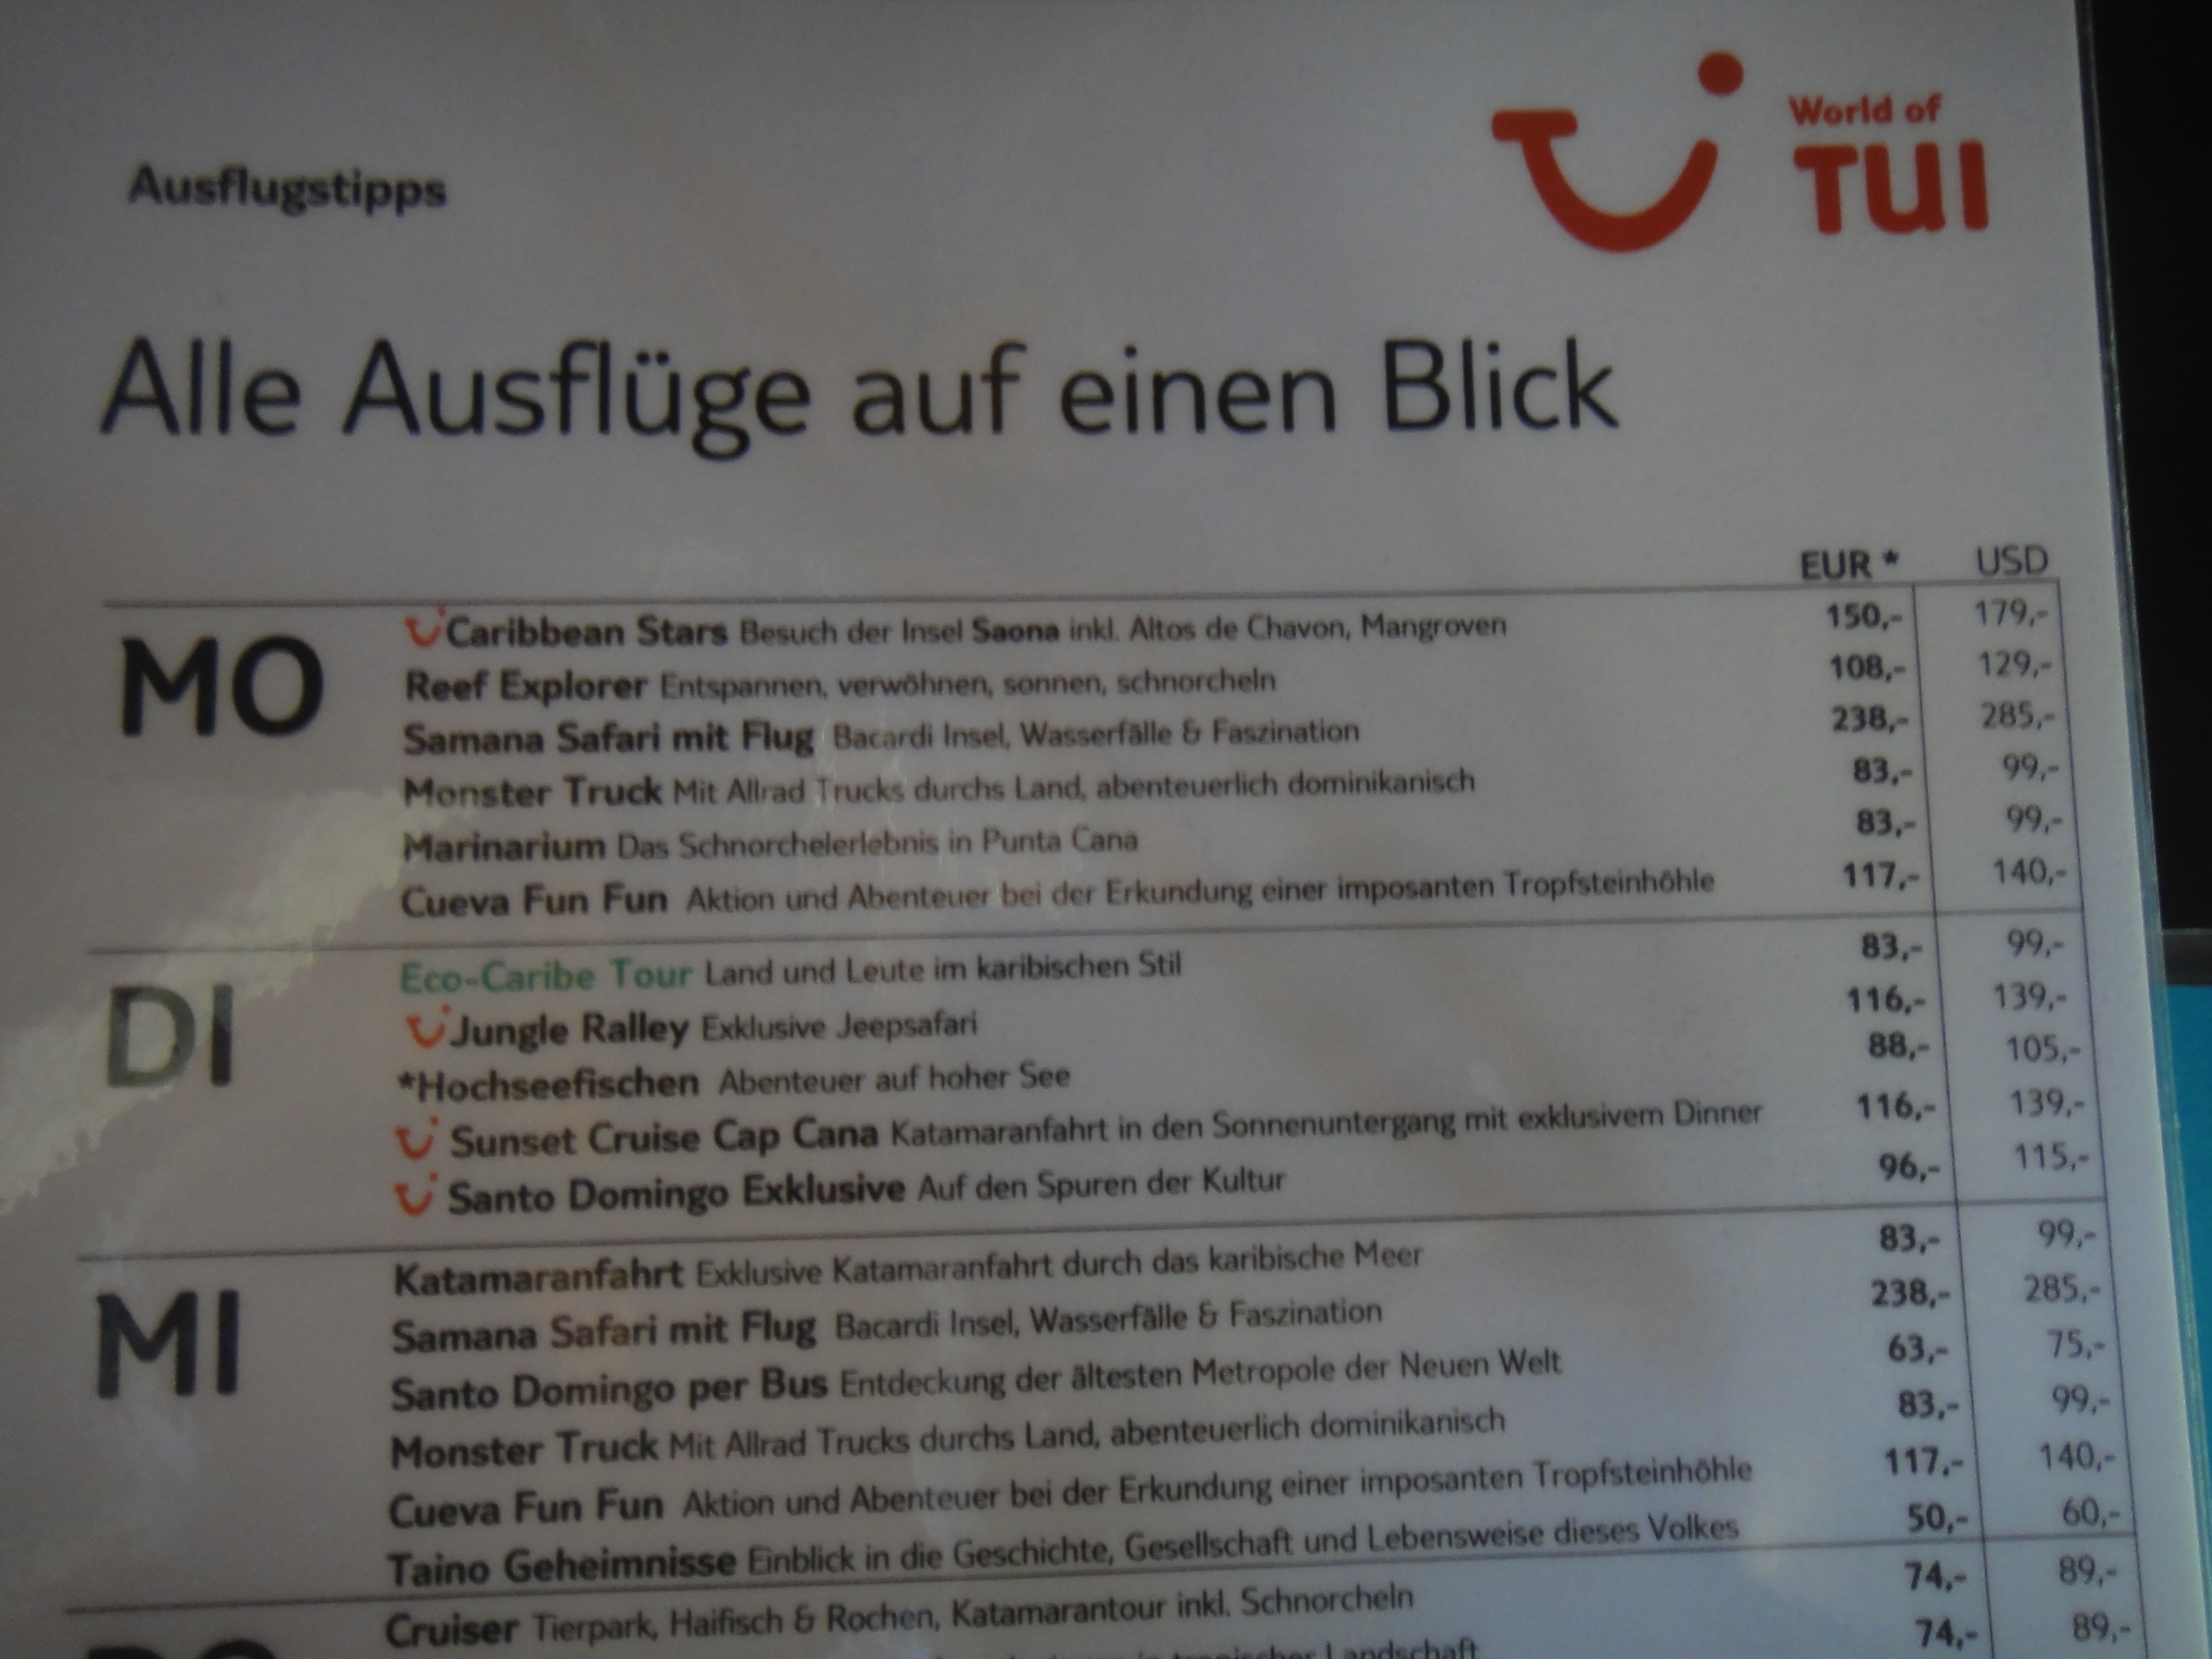 World of
TUI
Ausflugstipps
Alle Ausflüge auf einen Blick
EUR * USD
MO
Caribbean Stars Besuch der Insel Saona inkl. Altos de Chavon, Mangroven 150,- 179,-
Reef Explorer Entspannen, verwöhnen, sonnen, schnorcheln 108,- 129,-
Samana Safari mit Flug Bacardi Insel, Wasserfälle & Faszination 238,- 285,-
Monster Truck Mit Allrad Trucks durchs Land, abenteuerlich dominikanisch 83,- 99,-
Marinarium Das Schnorchelerlebnis in Punta Cana 83,- 99,-
Cueva Fun Fun Aktion und Abenteuer bei der Erkundung einer imposanten Tropfsteinhöhle 117,- 140,-
DI
Eco-Caribe Tour Land und Leute im karibischen Stil 83,- 99,-
Jungle Ralley Exklusive Jeepsafari 116,- 139,-
*Hochseefischen Abenteuer auf hoher See 88,- 105,-
Sunset Cruise Cap Cana Katamaranfahrt in den Sonnenuntergang mit exklusivem Dinner 116,- 139,-
Santo Domingo Exklusive Auf den Spuren der Kultur 96,- 115,-
MI
Katamaranfahrt Exklusive Katamaranfahrt durch das karibische Meer 83,- 99,-
Samana Safari mit Flug Bacardi Insel, Wasserfälle & Faszination 238,- 285,-
Santo Domingo per Bus Entdeckung der ältesten Metropole der Neuen Welt 63,- 75,-
Monster Truck Mit Allrad Trucks durchs Land, abenteuerlich dominikanisch 83,- 99,-
Cueva Fun Fun Aktion und Abenteuer bei der Erkundung einer imposanten Tropfsteinhöhle 117,- 140,-
Taino Geheimnisse Einblick in die Geschichte, Gesellschaft und Lebensweise dieses Volkes 50,- 60,-
Cruiser Tierpark, Haifisch & Rochen, Katamarantour inkl. Schnorcheln 74,- 89,-
tropischer Landschaft 74,- 89,-